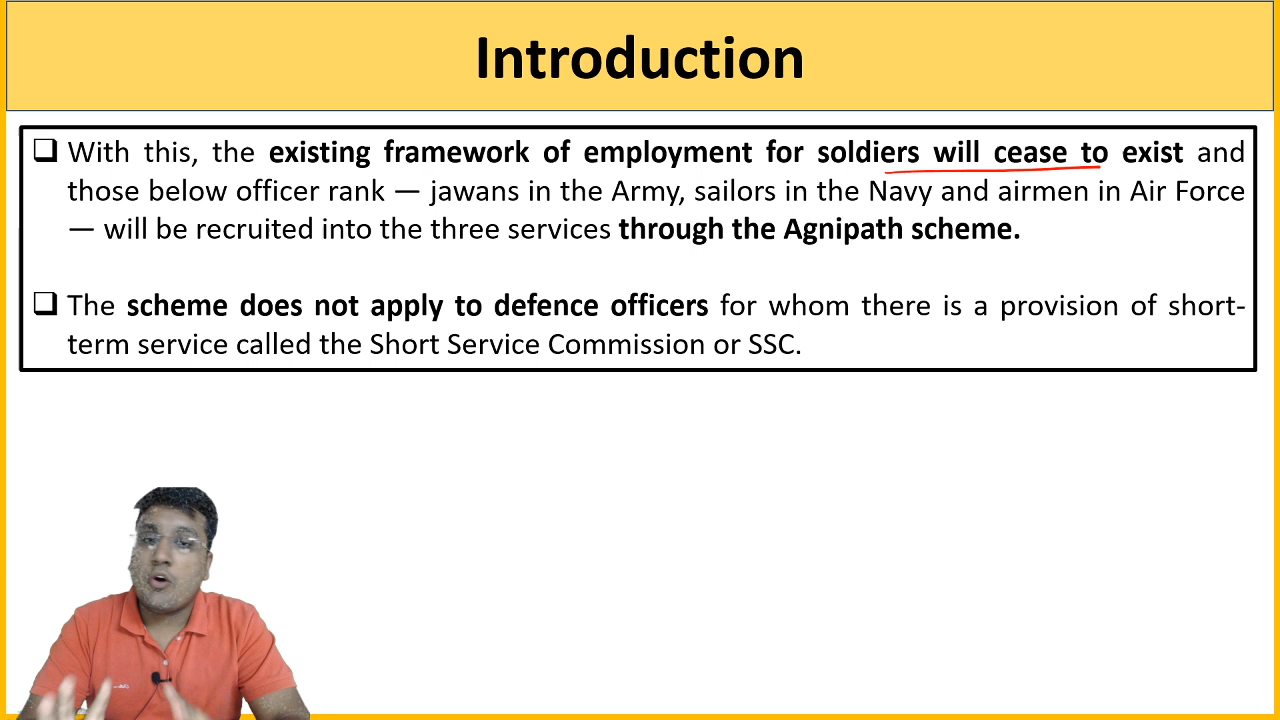 Introduction
❑ With this, the existing framework of employment for soldiers will cease to exist and
those below officer rank — jawans in the Army, sailors in the Navy and airmen in Air Force
— will be recruited into the three services through the Agnipath scheme.
❑ The scheme does not apply to defence officers for whom there is a provision of short-
term service called the Short Service Commission or SSC.